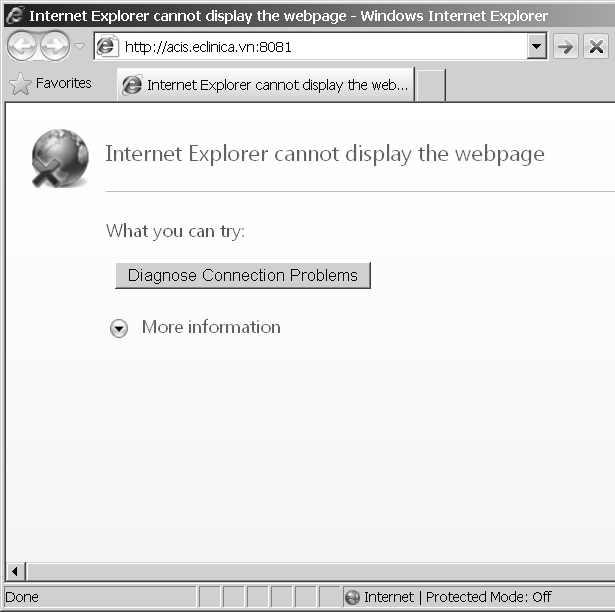 Internet Explorer cannot display the webpage - Windows Internet Explorer
http://acis.eclinica.vn:8081
Favorites
Internet Explorer cannot display the web...
Internet Explorer cannot display the webpage
What you can try:
Diagnose Connection Problems
More information
Done
Internet | Protected Mode: Off